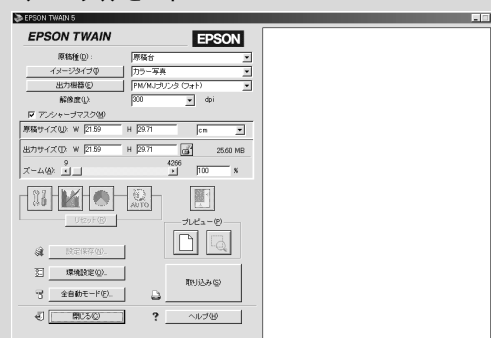 EPSON TWAIN 5
EPSON TWAIN
EPSON
原稿種(D): 原稿台
イメージタイプ(I) カラー写真
出力機器(E) PM/MJプリンタ (フォト)
解像度(L): 300 dpi
アンシャープマスク(M)
原稿サイズ(U): W 21.59 H 29.71 cm
出力サイズ(T): W 21.59 H 29.71 25.60 MB
9 4266
ズーム(A): 100 %
AUTO
リセット(R)
プレビュー(P)
設定保存(N)...
環境設定(O)...
取り込み(S)
全自動モード(F)...
閉じる(C)
? ヘルプ(H)